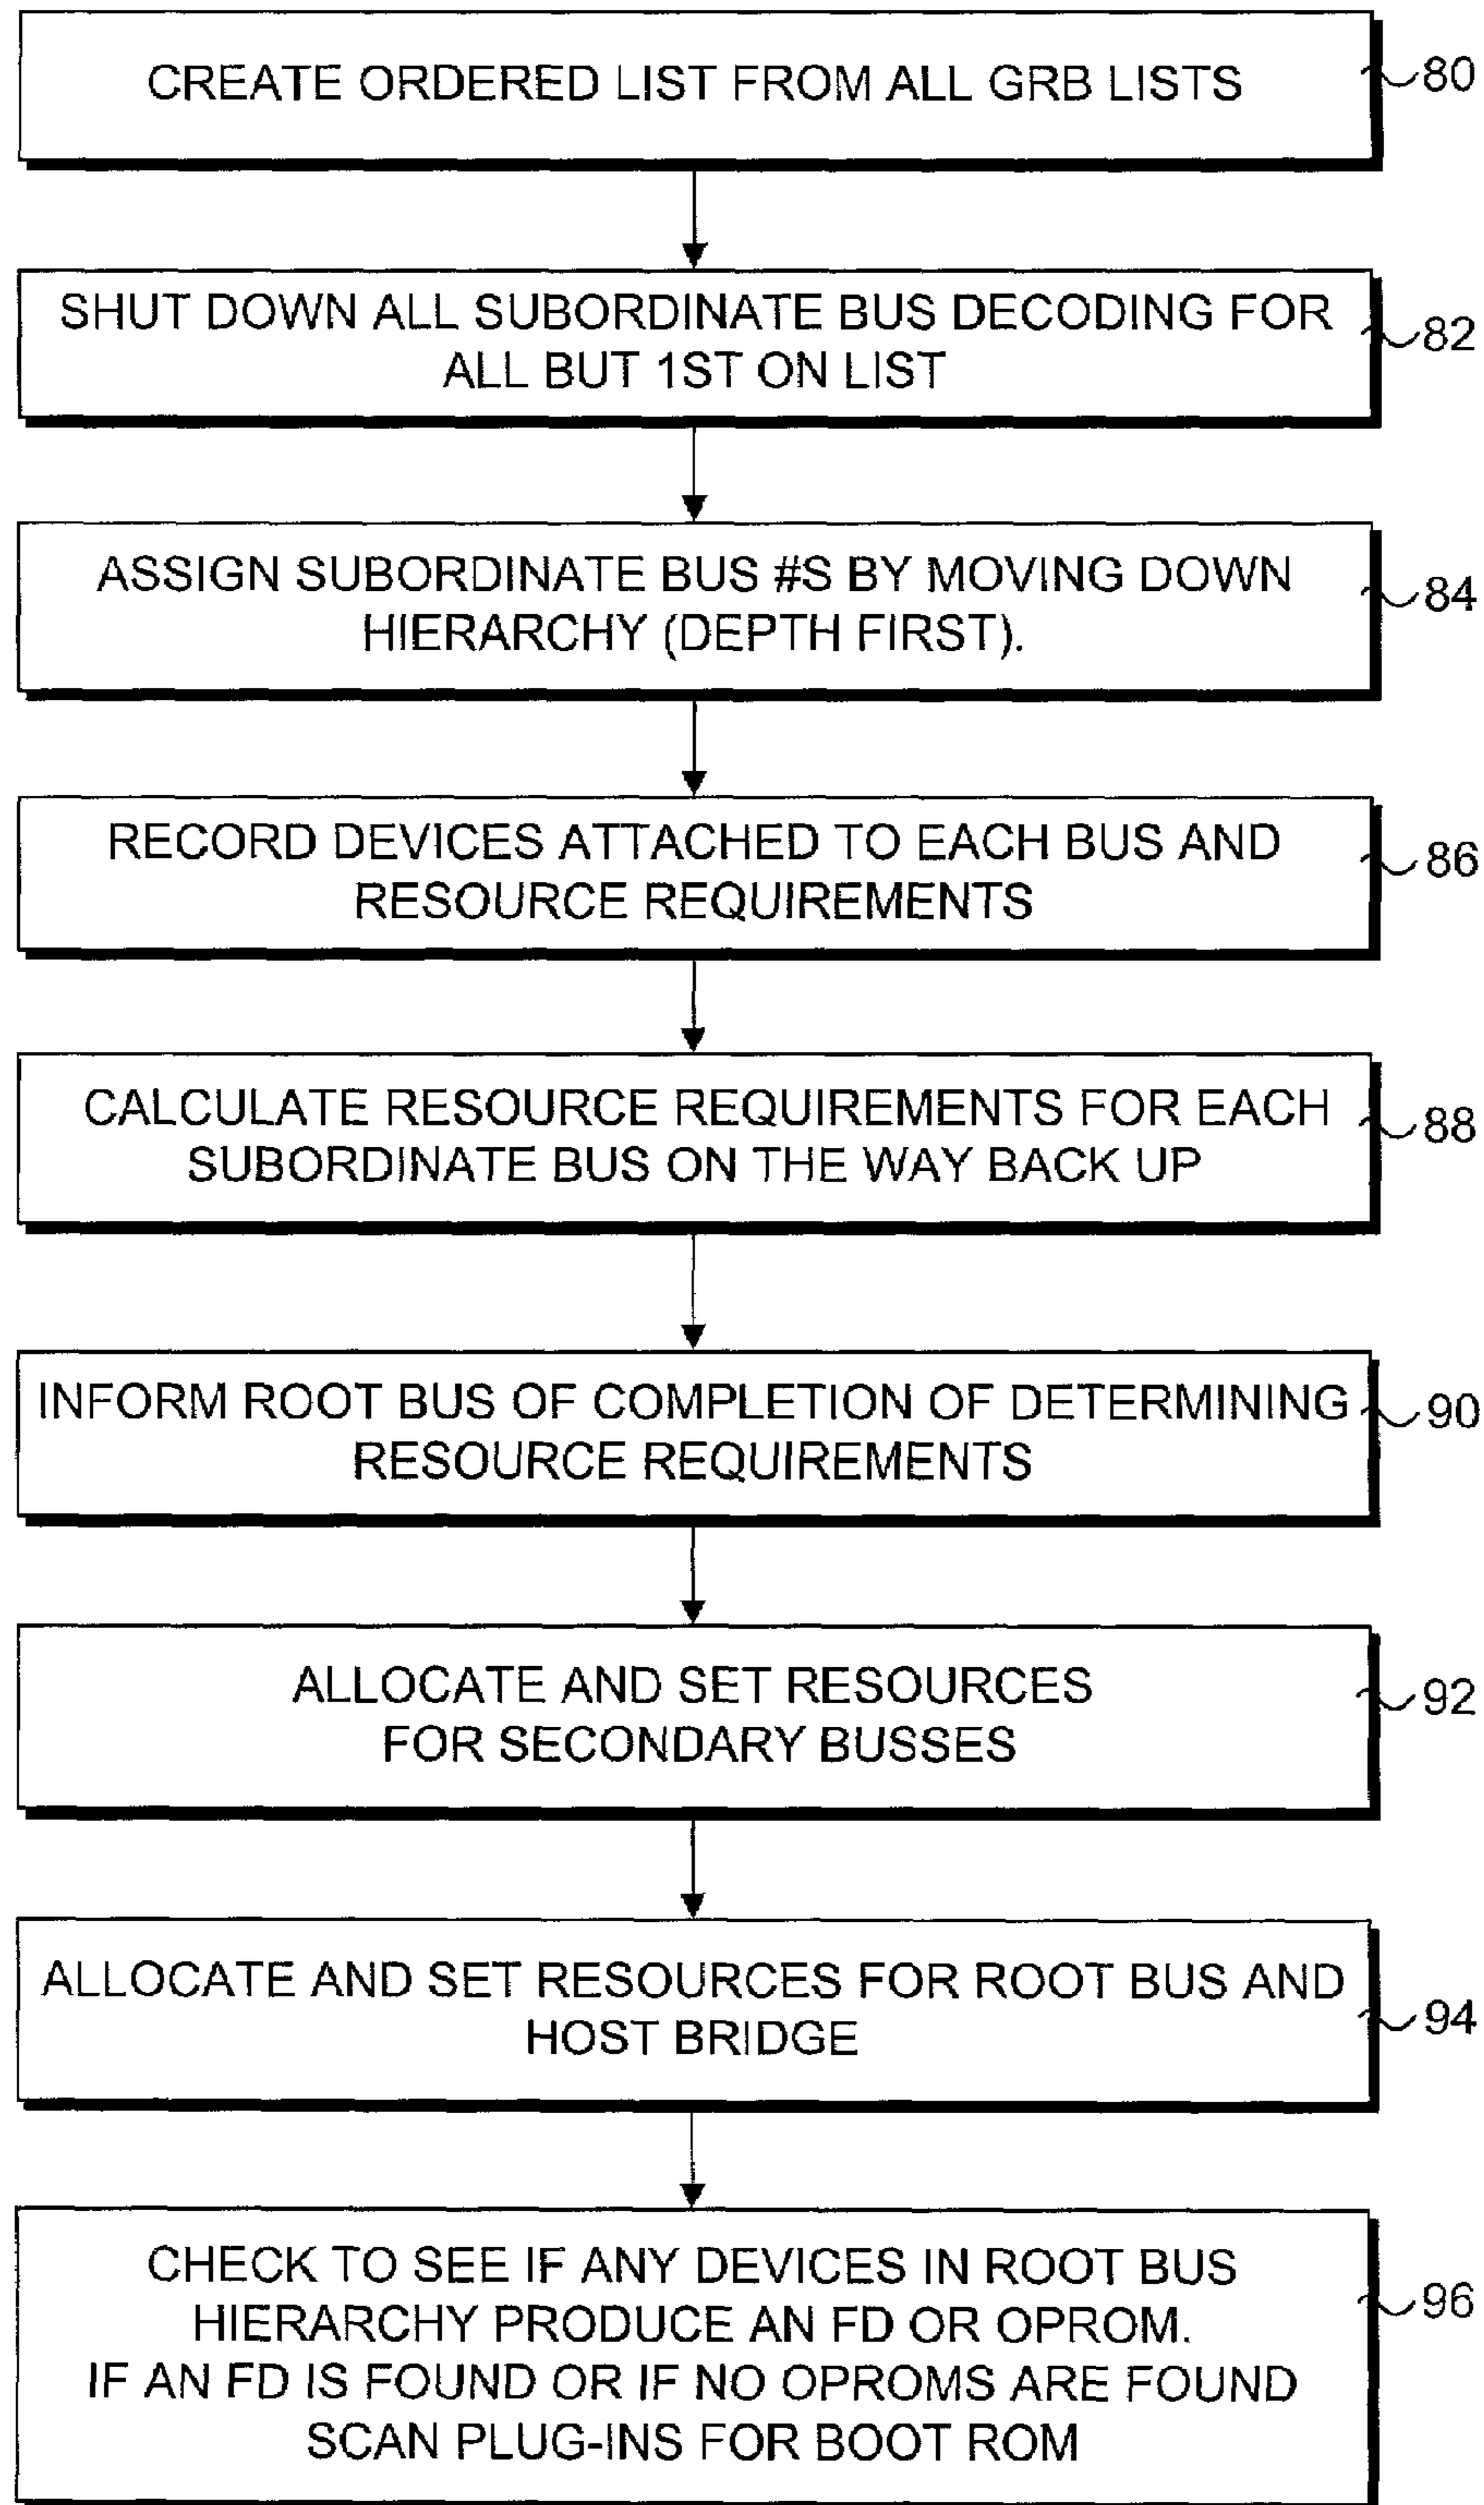 CREATE ORDERED LIST FROM ALL GRB LISTS
80
SHUT DOWN ALL SUBORDINATE BUS DECODING FOR
ALL BUT 1ST ON LIST
82
ASSIGN SUBORDINATE BUS #S BY MOVING DOWN
HIERARCHY (DEPTH FIRST).
84
RECORD DEVICES ATTACHED TO EACH BUS AND
RESOURCE REQUIREMENTS
86
CALCULATE RESOURCE REQUIREMENTS FOR EACH
SUBORDINATE BUS ON THE WAY BACK UP
88
INFORM ROOT BUS OF COMPLETION OF DETERMINING
RESOURCE REQUIREMENTS
90
ALLOCATE AND SET RESOURCES
FOR SECONDARY BUSSES
92
ALLOCATE AND SET RESOURCES FOR ROOT BUS AND
HOST BRIDGE
94
CHECK TO SEE IF ANY DEVICES IN ROOT BUS
HIERARCHY PRODUCE AN FD OR OPROM.
IF AN FD IS FOUND OR IF NO OPROMS ARE FOUND
SCAN PLUG-INS FOR BOOT ROM
96